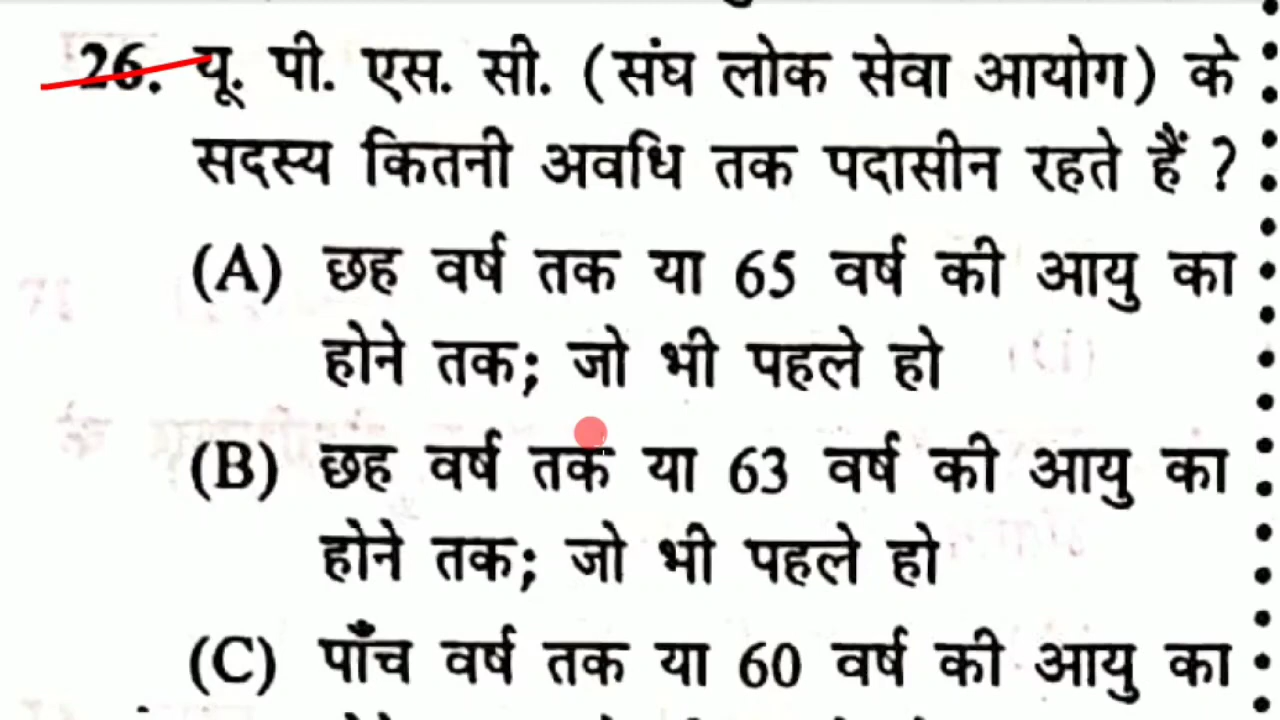 26. यू. पी. एस. सी. (संघ लोक सेवा आयोग) के
सदस्य कितनी अवधि तक पदासीन रहते हैं ?
(A) छह वर्ष तक या 65 वर्ष की आयु का
होने तक; जो भी पहले हो
(B) छह वर्ष तक या 63 वर्ष की आयु का
होने तक; जो भी पहले हो
(C) पाँच वर्ष तक या 60 वर्ष की आयु का